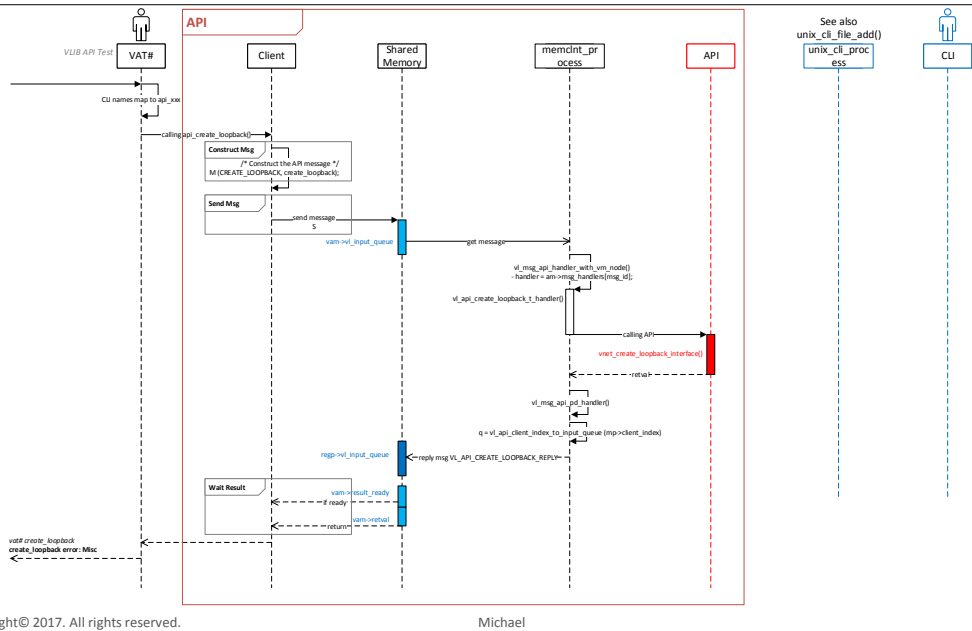 API
See also
unix_cli_file_add()
VLIB API Test
VAT#
Client
Shared
Memory
memclnt_pr
ocess
API
unix_cli_proc
ess
CLI
CLI names map to api_xxx
calling api_create_loopback()
Construct Msg
/* Construct the API message */
M (CREATE_LOOPBACK, create_loopback);
Send Msg
send message
S
vam->vl_input_queue
get message
vl_msg_api_handler_with_vm_node()
- handler = am->msg_handlers[msg_id];
vl_api_create_loopback_t_handler()
calling API
vnet_create_loopback_interface()
retval
vl_msg_api_pd_handler()
q = vl_api_client_index_to_input_queue (mp->client_index)
regp->vl_input_queue
reply msg VL_API_CREATE_LOOPBACK_REPLY
Wait Result
vam->result_ready
if ready
vam->retval
return
vat# create_loopback
create_loopback error: Misc
ght© 2017. All rights reserved.
Michael